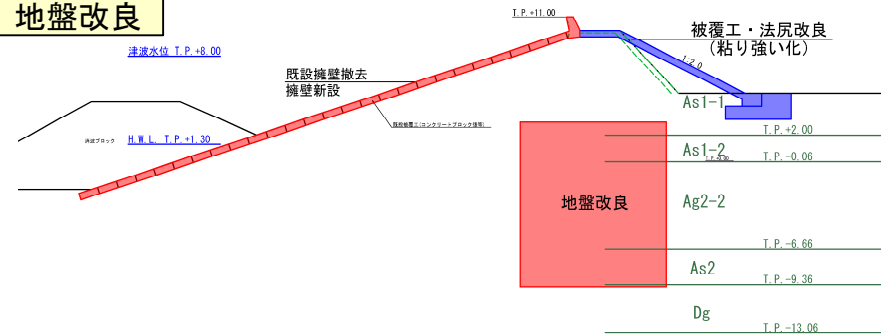 地盤改良
T.P.+11.00
津波水位 T.P.+8.00
被覆工・法尻改良
(粘り強い化)
1:2.0
既設擁壁撤去
擁壁新設
As1-1
既設被覆工(コンクリートブロック張等)
T.P.+2.00
消波ブロック
H.W.L. T.P.+1.30
As1-2
T.P.-0.06
地盤改良
Ag2-2
T.P.-6.66
As2
T.P.-9.36
Dg
T.P.-13.06